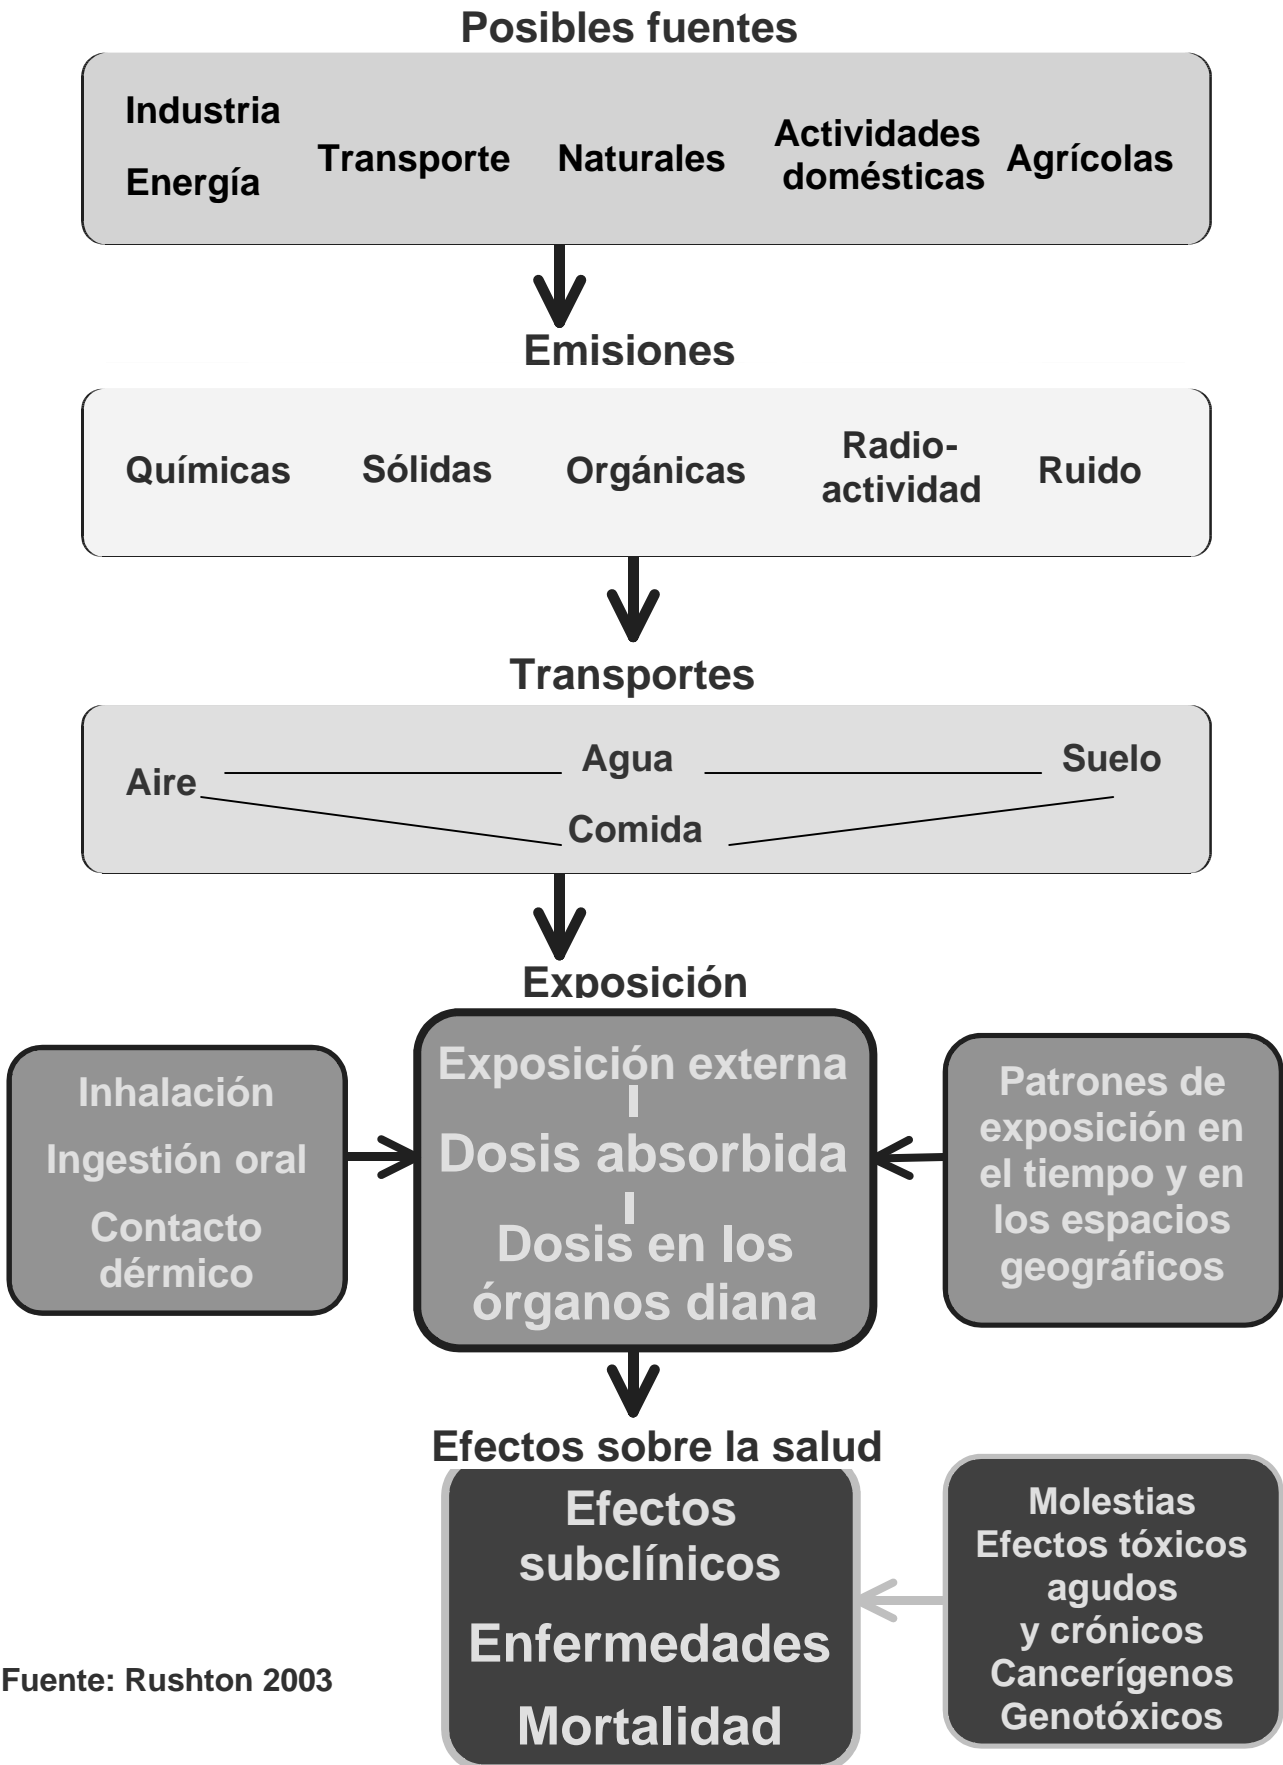 Posibles fuentes
Industria
Energía
Transporte
Naturales
Actividades
domésticas
Agrícolas
Emisiones
Químicas
Sólidas
Orgánicas
Radio-
actividad
Ruido
Transportes
Aire
Agua
Suelo
Comida
Exposición
Inhalación
Ingestión oral
Contacto
dérmico
Exposición externa
Dosis absorbida
Dosis en los
órganos diana
Patrones de
exposición en
el tiempo y en
los espacios
geográficos
Efectos sobre la salud
Efectos
subclínicos
Enfermedades
Mortalidad
Molestias
Efectos tóxicos
agudos
y crónicos
Cancerígenos
Genotóxicos
Fuente: Rushton 2003